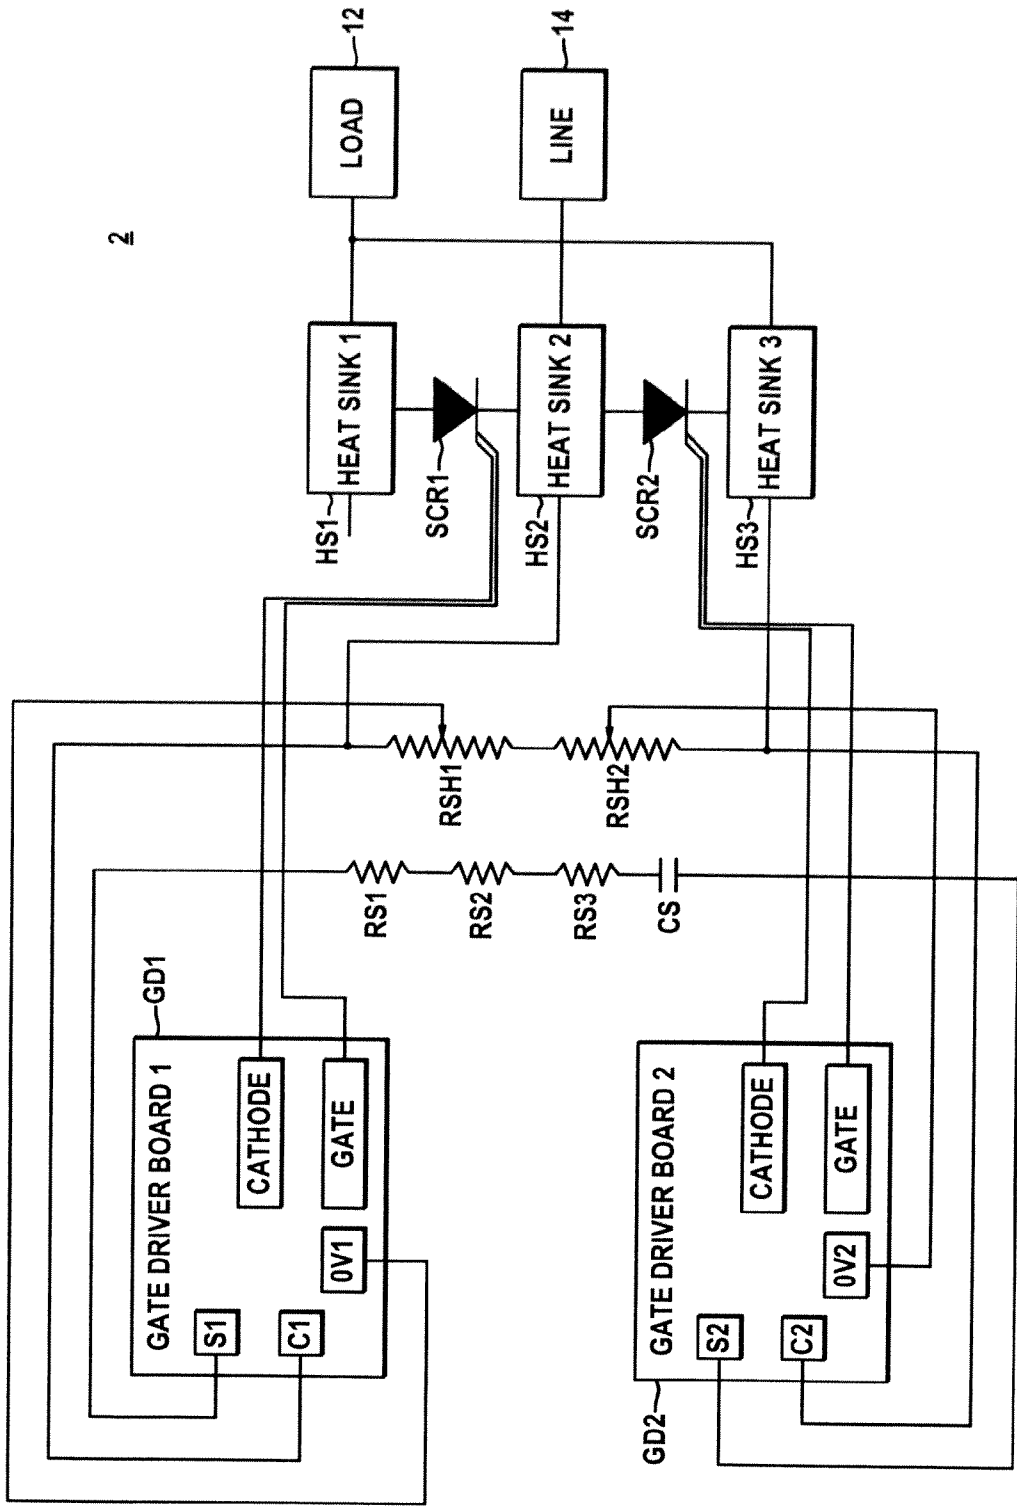 2
GATE DRIVER BOARD 1
GD1
S1
C1
0V1
CATHODE
GATE
RS1
RS2
RS3
CS
RSH1
RSH2
HS1
HEAT SINK 1
SCR1
HS2
HEAT SINK 2
SCR2
HS3
HEAT SINK 3
LOAD
12
LINE
14
GATE DRIVER BOARD 2
GD2
S2
C2
0V2
CATHODE
GATE